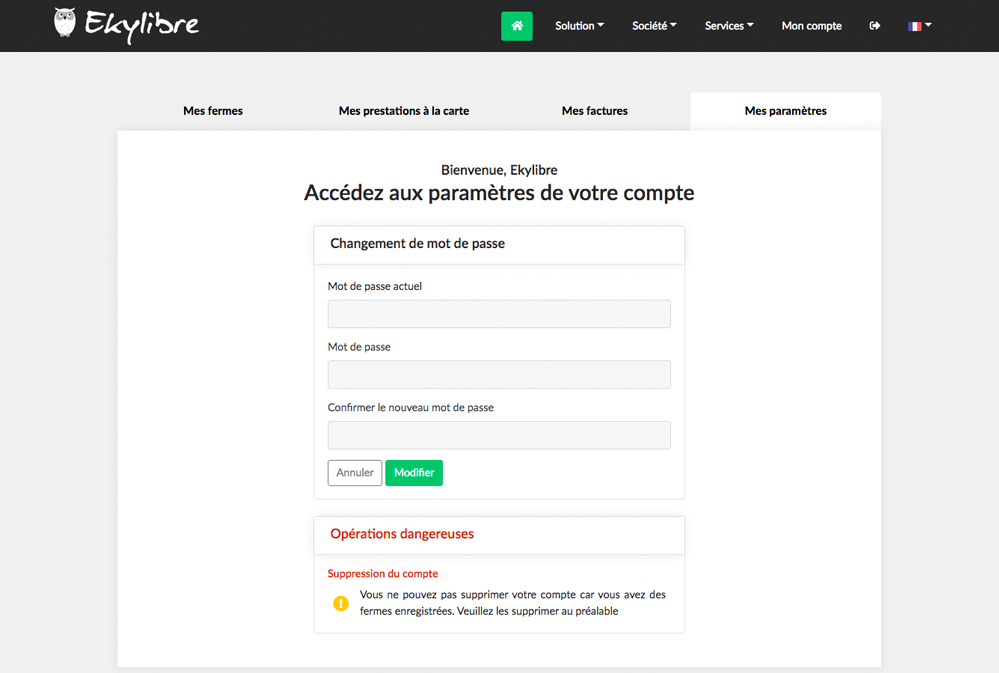 Ekylibre
Solution
Société
Services
Mon compte
Mes fermes
Mes prestations à la carte
Mes factures
Mes paramètres
Bienvenue, Ekylibre
Accédez aux paramètres de votre compte
Changement de mot de passe
Mot de passe actuel
Mot de passe
Confirmer le nouveau mot de passe
Annuler
Modifier
Opérations dangereuses
Suppression du compte
Vous ne pouvez pas supprimer votre compte car vous avez des
fermes enregistrées. Veuillez les supprimer au préalable